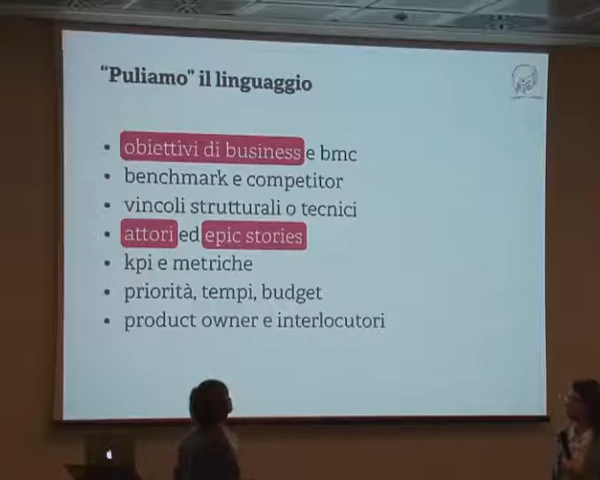 “Puliamo” il linguaggio
• obiettivi di business e bmc
• benchmark e competitor
• vincoli strutturali o tecnici
• attori ed epic stories
• kpi e metriche
• priorità, tempi, budget
• product owner e interlocutori